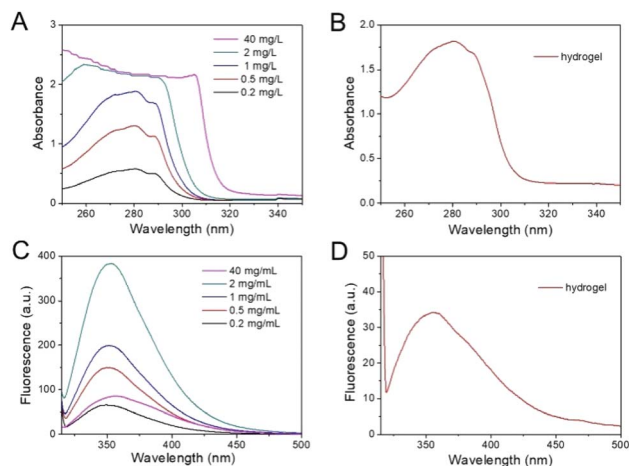 A
3
2
1
0
260
280
300
320
340
Absorbance
Wavelength (nm)
40 mg/L
2 mg/L
1 mg/L
0.5 mg/L
0.2 mg/L
B
2.0
1.5
1.0
0.5
0.0
260
280
300
320
340
Absorbance
Wavelength (nm)
hydrogel
C
400
300
200
100
0
350
400
450
500
Fluorescence (a.u.)
Wavelength (nm)
40 mg/mL
2 mg/mL
1 mg/mL
0.5 mg/mL
0.2 mg/mL
D
50
40
30
20
10
0
350
400
450
500
Fluorescence (a.u.)
Wavelength (nm)
hydrogel